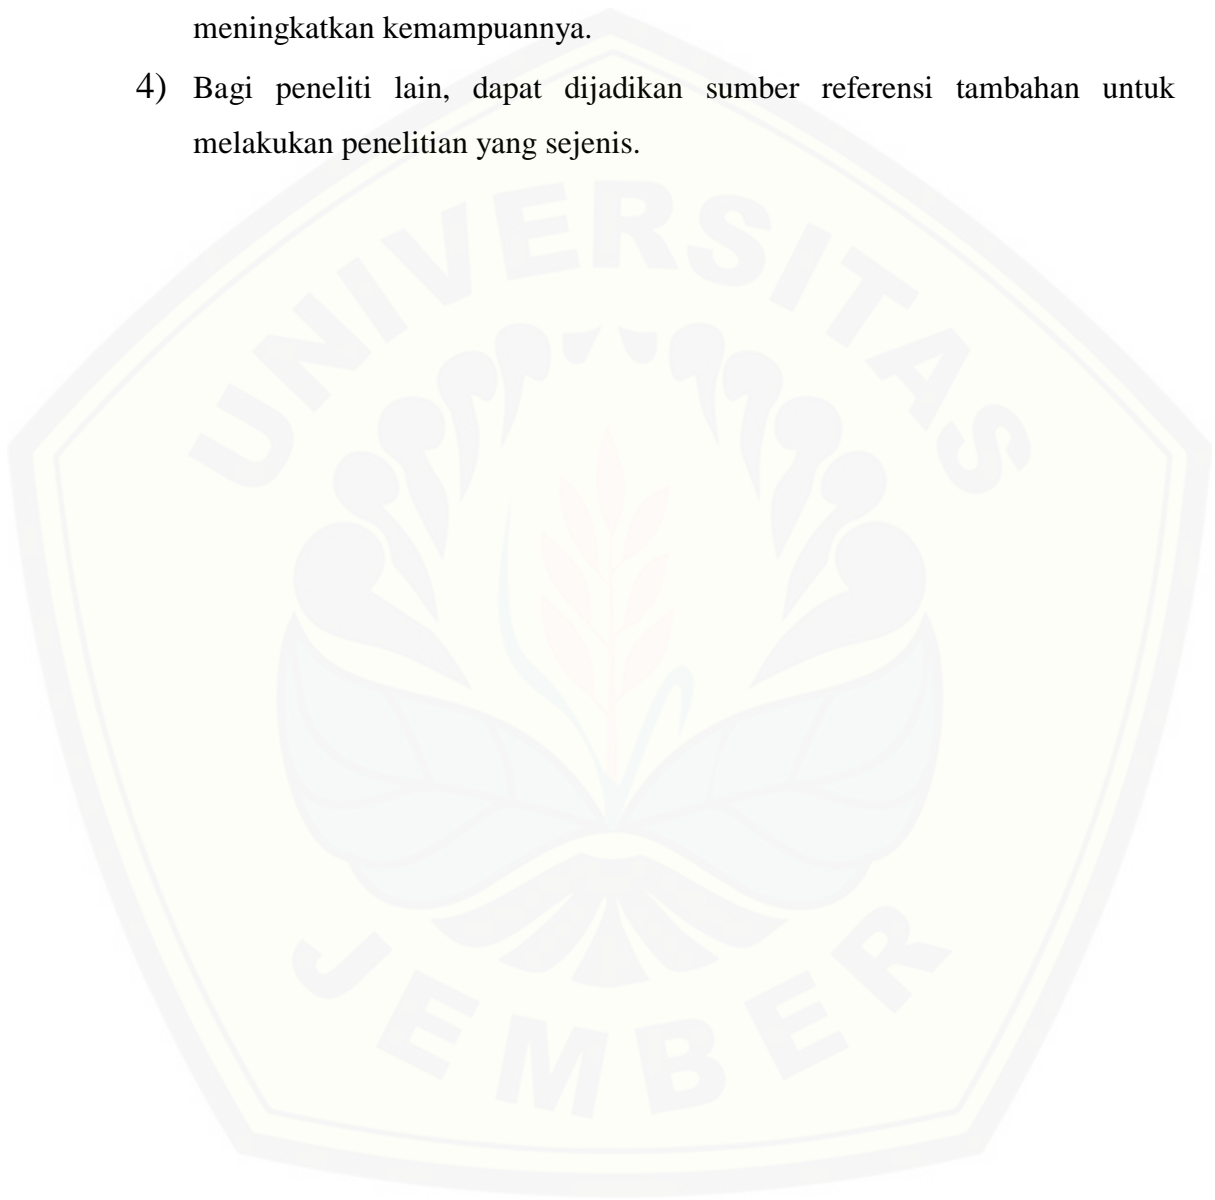 meningkatkan kemampuannya.
4) Bagi peneliti lain, dapat dijadikan sumber referensi tambahan untuk
melakukan penelitian yang sejenis.
UNIVERSITAS
JEMBER